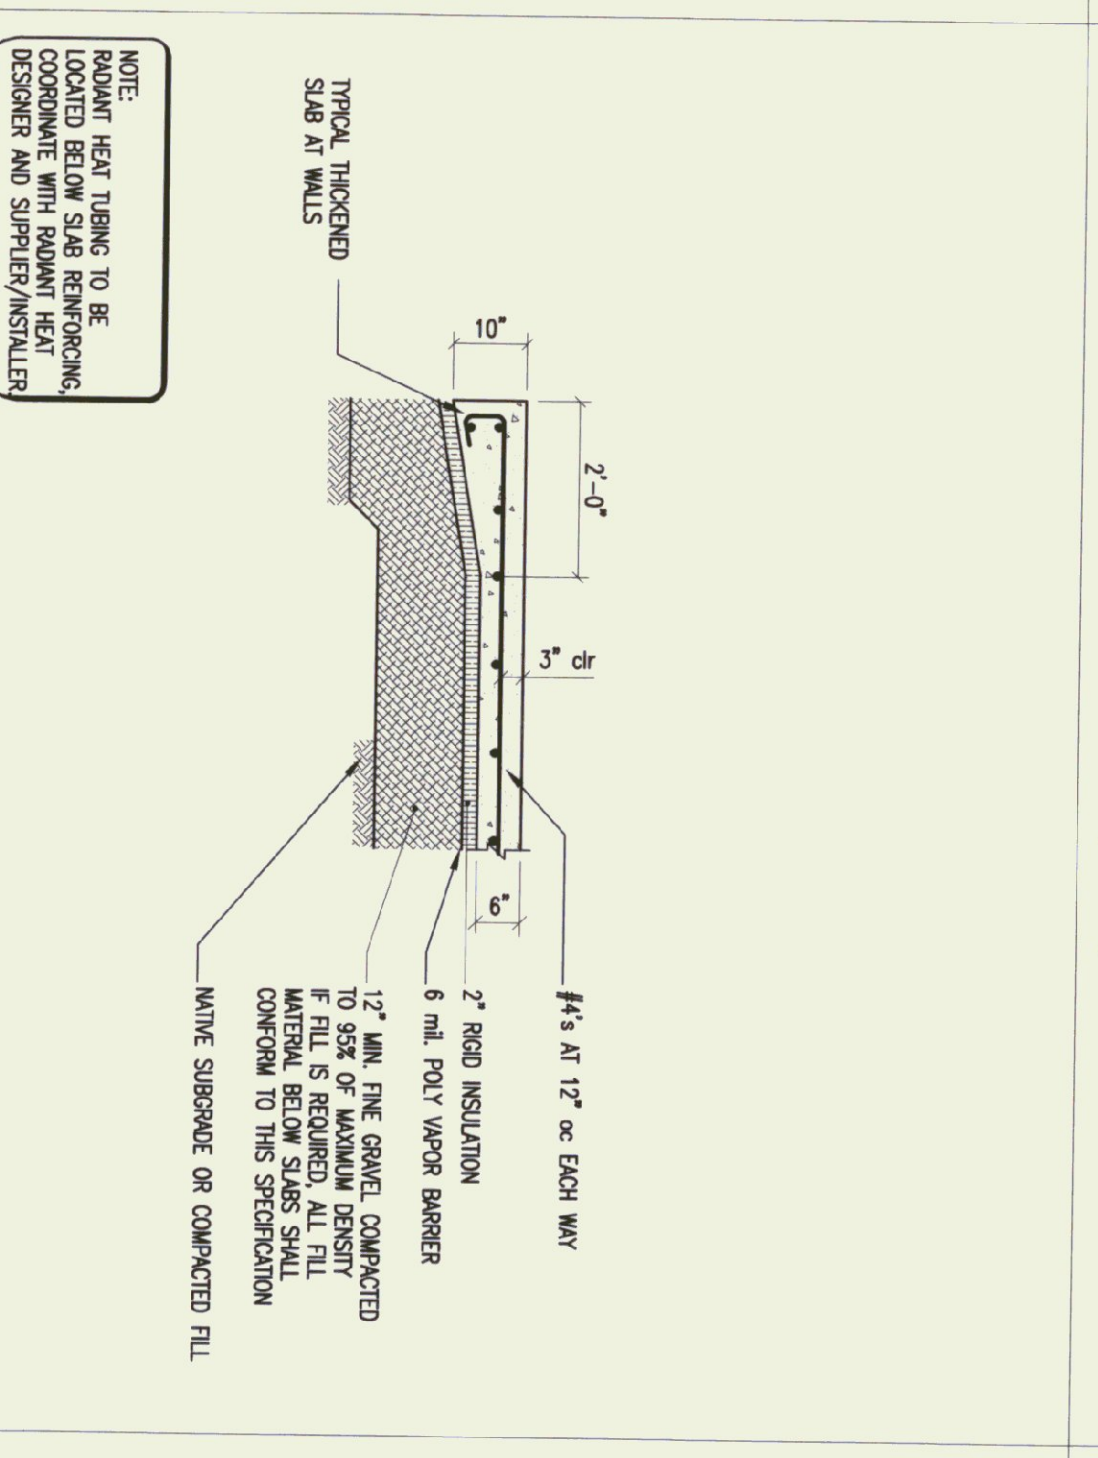 2'-0"
3" clr
10"
6"
#4's AT 12" oc EACH WAY
2" RIGID INSULATION
6 mil. POLY VAPOR BARRIER
12" MIN. FINE GRAVEL COMPACTED
TO 95% OF MAXIMUM DENSITY
IF FILL IS REQUIRED, ALL FILL
MATERIAL BELOW SLABS SHALL
CONFORM TO THIS SPECIFICATION
NATIVE SUBGRADE OR COMPACTED FILL
TYPICAL THICKENED
SLAB AT WALLS
NOTE:
RADIANT HEAT TUBING TO BE
LOCATED BELOW SLAB REINFORCING,
COORDINATE WITH RADIANT HEAT
DESIGNER AND SUPPLIER/INSTALLER.